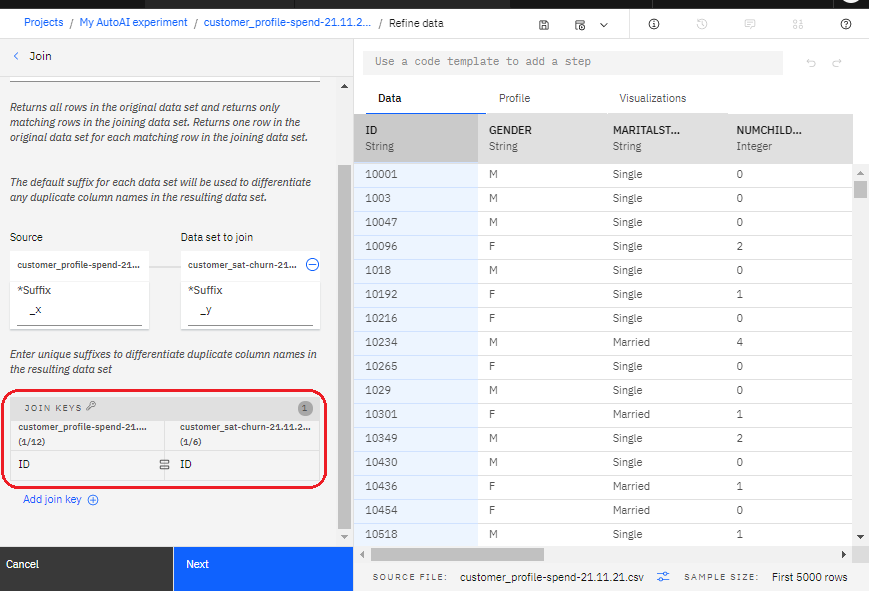 Projects / My AutoAI experiment / customer_profile-spend-21.11.2... / Refine data
Join
Returns all rows in the original data set and returns only
matching rows in the joining data set. Returns one row in the
original data set for each matching row in the joining data set.
The default suffix for each data set will be used to differentiate
any duplicate column names in the resulting data set.
Source Data set to join
customer_profile-spend-21... customer_sat-churn-21...
*Suffix *Suffix
_x _y
Enter unique suffixes to differentiate duplicate column names in
the resulting data set
JOIN KEYS 1
customer_profile-spend-21.... customer_sat-churn-21.11.2...
(1/12) (1/6)
ID ID
Add join key
Cancel Next
Use a code template to add a step
Data Profile Visualizations
ID GENDER MARITALST... NUMCHILD...
String String String Integer
10001 M Single 0
1003 M Single 0
10047 M Single 0
10096 F Single 2
1018 M Single 0
10192 F Single 1
10216 F Single 0
10234 M Married 4
10265 F Single 0
1029 M Single 0
10301 F Married 1
10349 M Single 2
10430 M Single 0
10436 F Married 1
10454 F Married 0
10518 M Single 1
SOURCE FILE: customer_profile-spend-21.11.21.csv SAMPLE SIZE: First 5000 rows